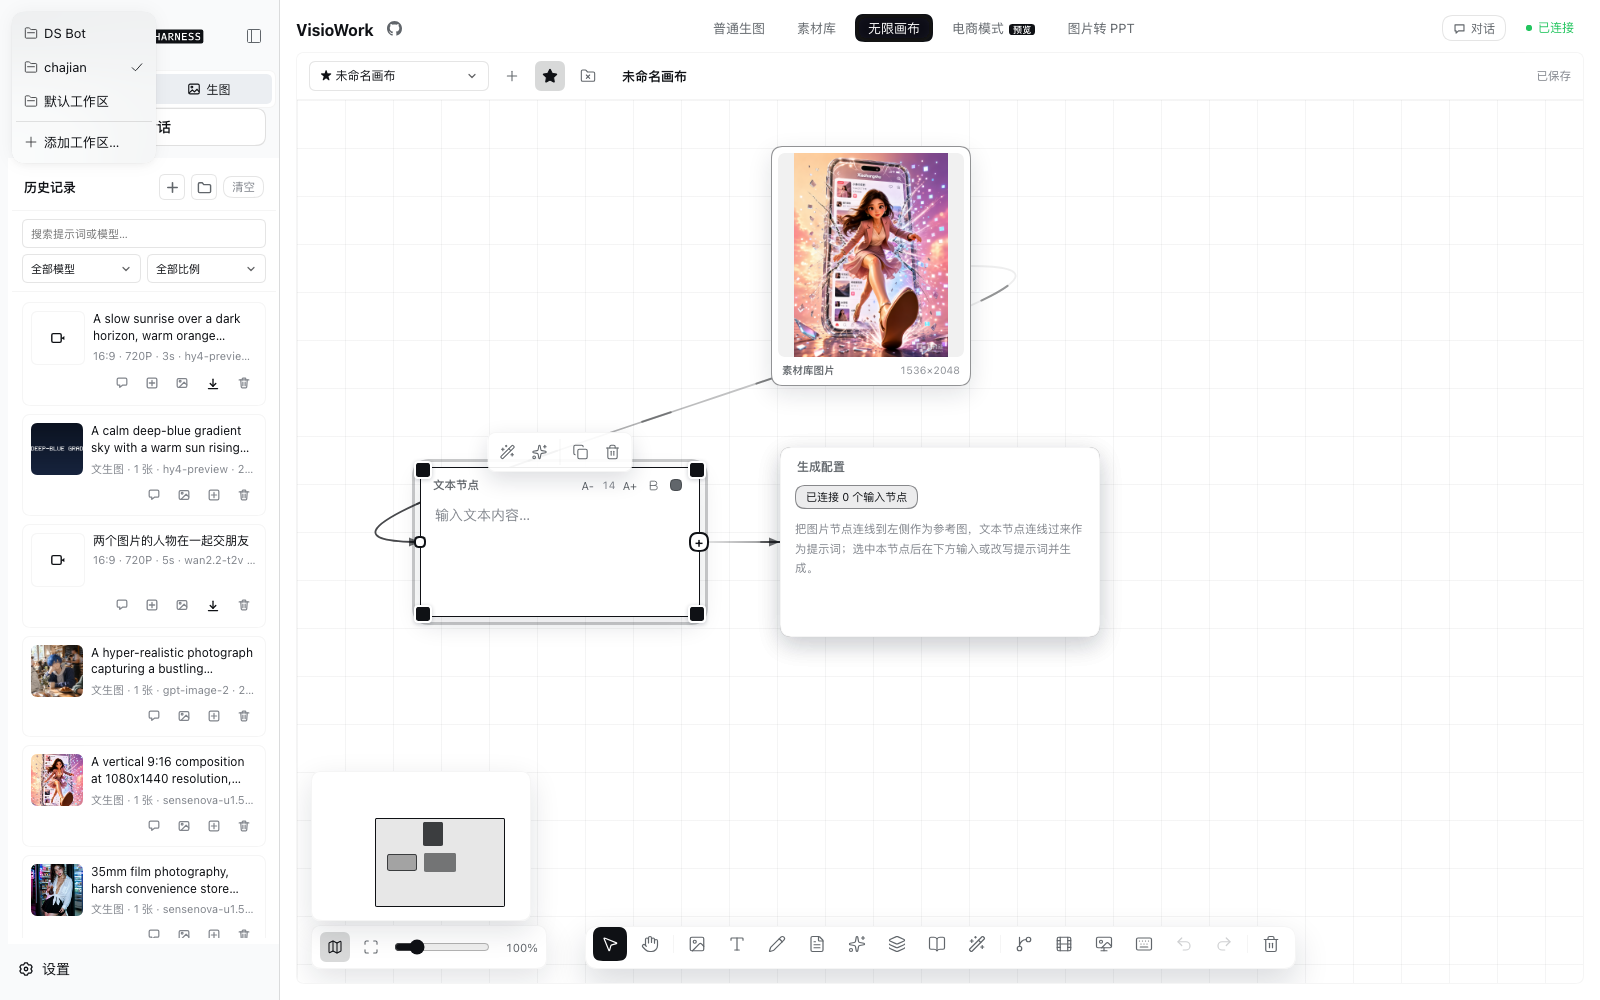 DS Bot
chajian
默认工作区
添加工作区...
HARNESS
生图
话
历史记录
清空
搜索提示词或模型...
全部模型
全部比例
A slow sunrise over a dark
horizon, warm orange...
16:9 · 720P · 3s · hy4-previe...
A calm deep-blue gradient
sky with a warm sun rising...
文生图 · 1 张 · hy4-preview · 2...
两个图片的人物在一起交朋友
16:9 · 720P · 5s · wan2.2-t2v ...
A hyper-realistic photograph
capturing a bustling...
文生图 · 1 张 · gpt-image-2 · 2...
A vertical 9:16 composition
at 1080x1440 resolution,...
文生图 · 1 张 · sensenova-u1.5...
35mm film photography,
harsh convenience store...
文生图 · 1 张 · sensenova-u1.5...
设置
VisioWork
普通生图
素材库
无限画布
电商模式 预览
图片转 PPT
对话
已连接
未命名画布
未命名画布
已保存
素材库图片
1536×2048
文本节点
A- 14 A+ B
输入文本内容...
生成配置
已连接 0 个输入节点
把图片节点连线到左侧作为参考图，文本节点连线过来作
为提示词；选中本节点后在下方输入或改写提示词并生
成。
100%